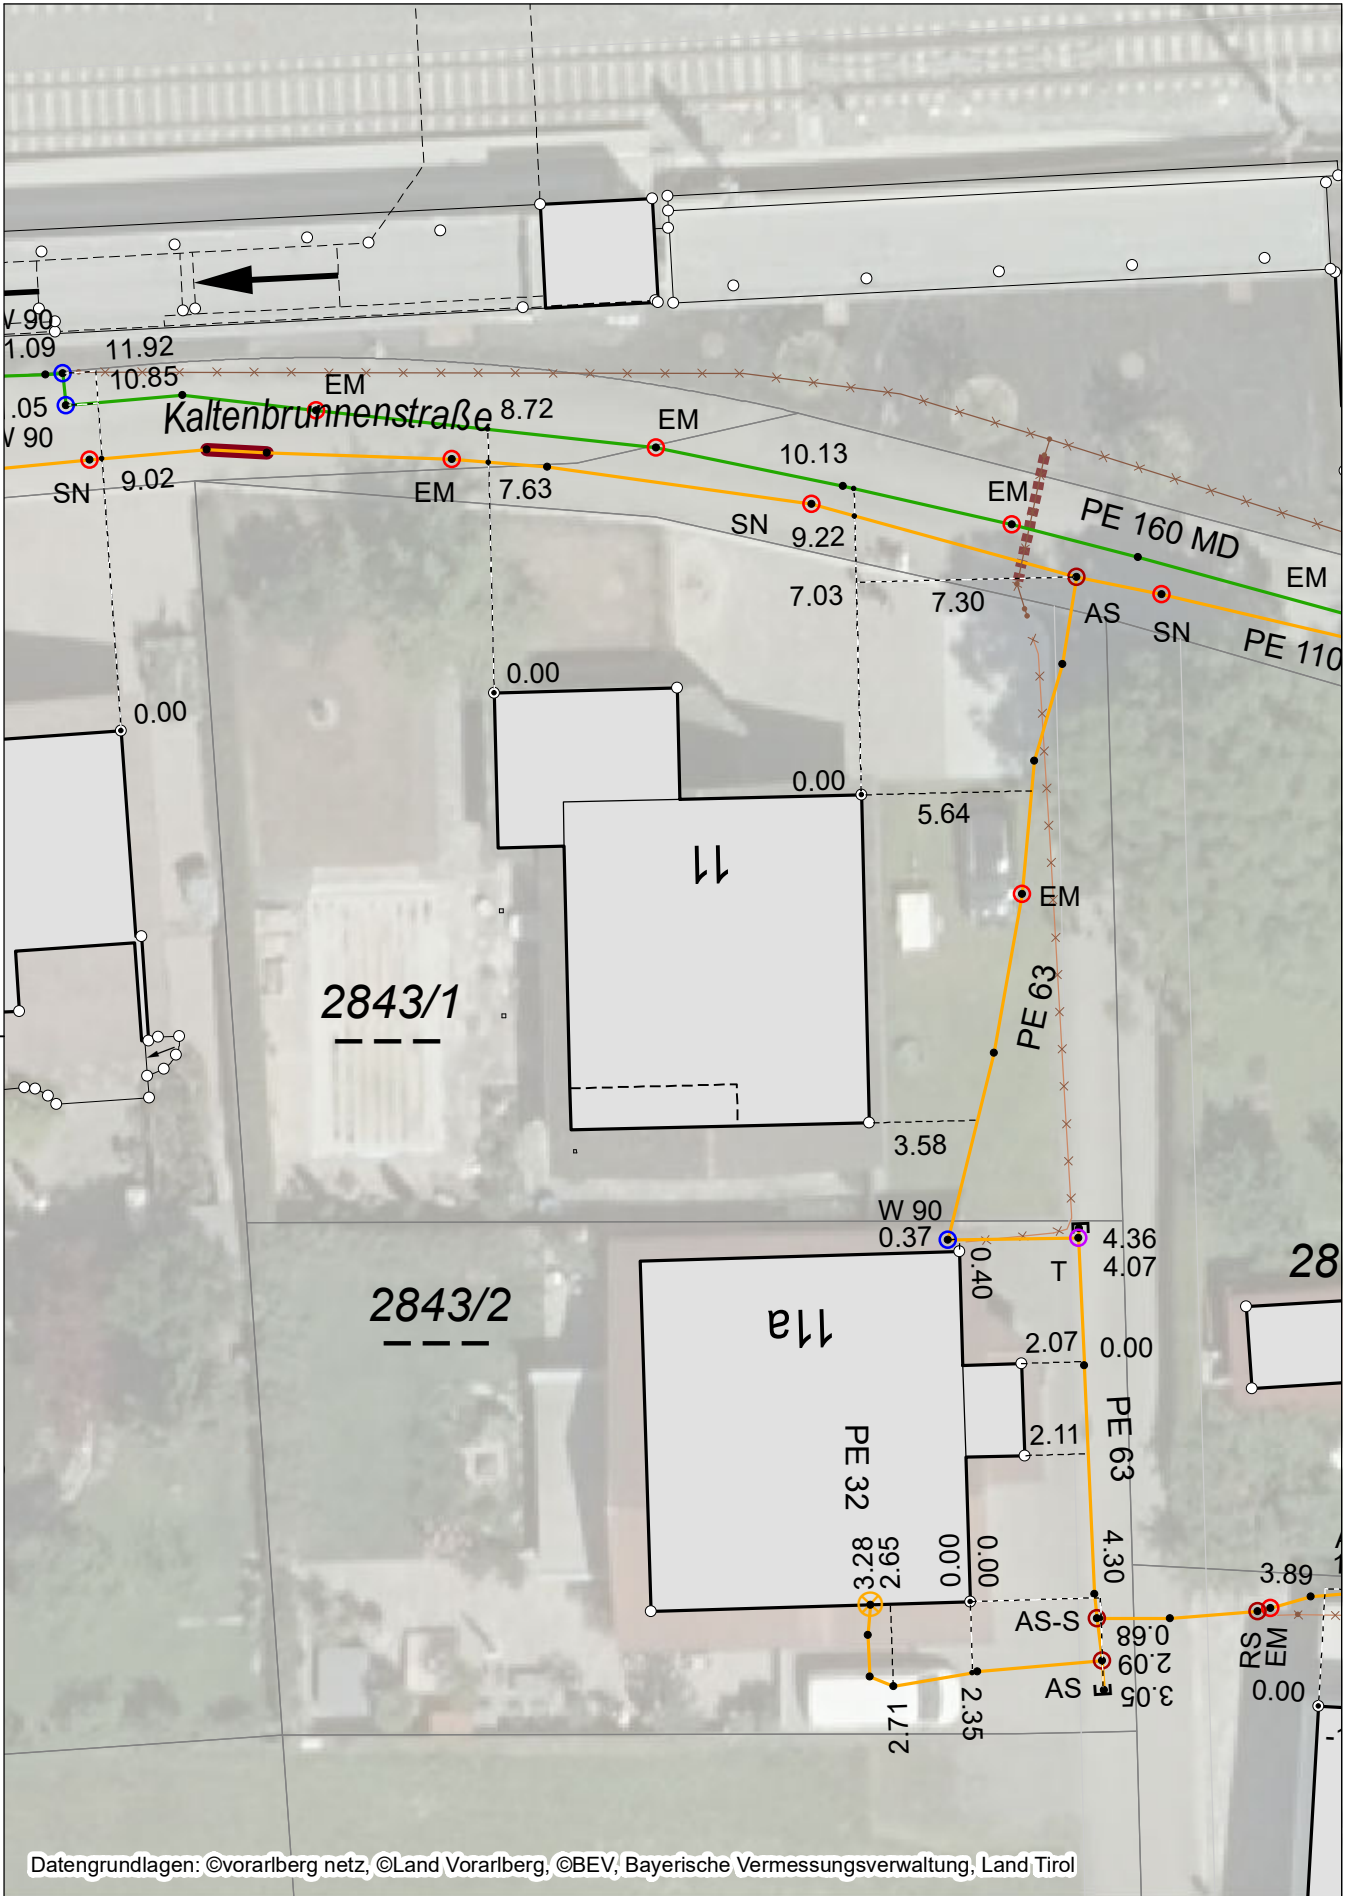 W 90
1.09
11.92
10.85
.05
W 90
EM
Kaltenbrunnenstraße
8.72
EM
10.13
SN
9.02
EM
7.63
SN
9.22
EM
PE 160 MD
EM
7.03
7.30
AS
SN
PE 110
0.00
0.00
0.00
5.64
11
EM
PE 63
2843/1
3.58
W 90
0.37
0.40
T
4.36
4.07
28
2843/2
11a
2.07
0.00
PE 32
2.11
PE 63
3.28
2.65
0.00
0.00
4.30
3.89
AS-S
0.68
RS
EM
2.09
AS
3.05
0.00
2.71
2.35
Datengrundlagen: ©vorarlberg netz, ©Land Vorarlberg, ©BEV, Bayerische Vermessungsverwaltung, Land Tirol